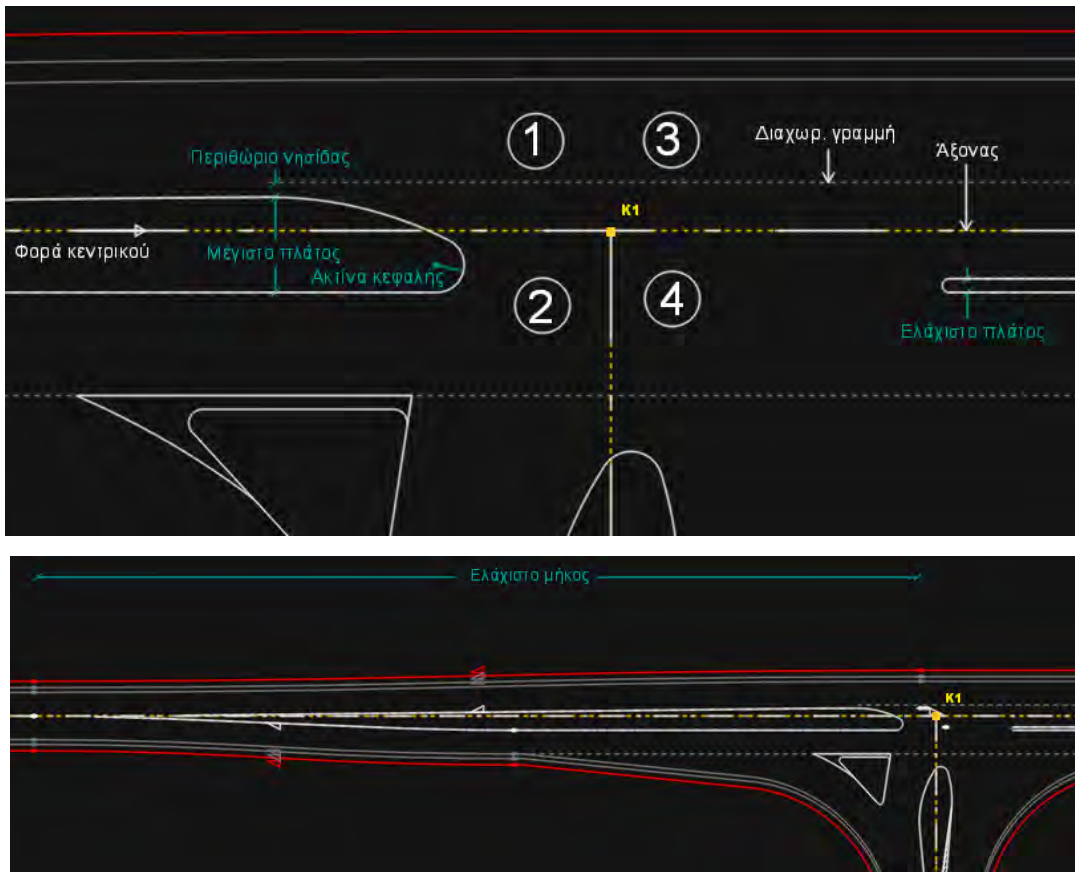 1
3
Διαχωρ. γραμμή
Άξονας
Περιθώριο νησίδας
K1
Φορά κεντρικού
Μέγιστο πλάτος
Ακτίνα κεφαλής
2
4
Ελάχιστο πλάτος
Ελάχιστο μήκος
K1